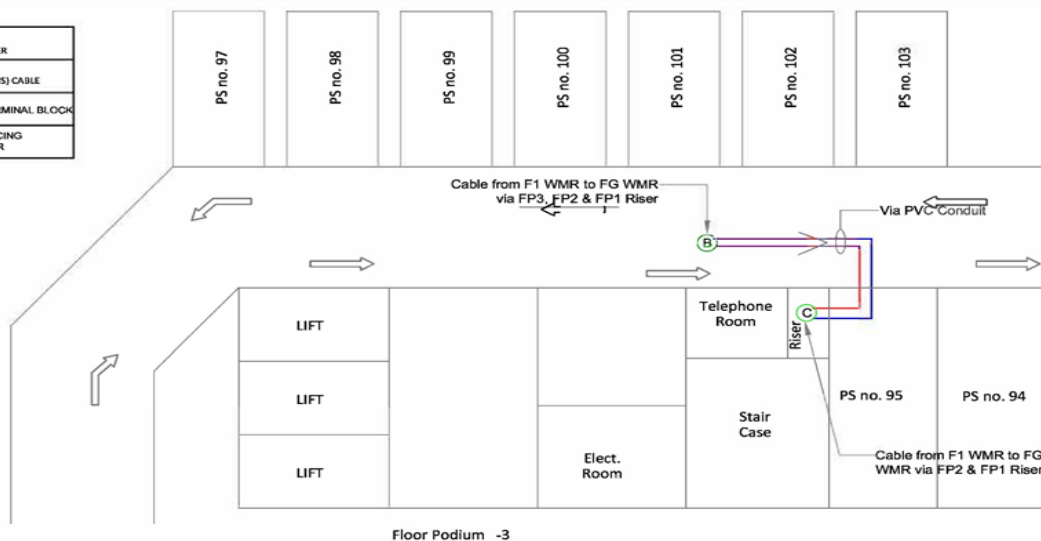 ER
S) CABLE
RMINAL BLOCK
CING
R
PS no. 97
PS no. 98
PS no. 99
PS no. 100
PS no. 101
PS no. 102
PS no. 103
Cable from F1 WMR to FG WMR
via FP3, FP2 & FP1 Riser
Via PVC Conduit
B
C
LIFT
LIFT
LIFT
Elect.
Room
Telephone
Room
Riser
Stair
Case
PS no. 95
PS no. 94
Cable from F1 WMR to FG
WMR via FP2 & FP1 Riser
Floor Podium -3